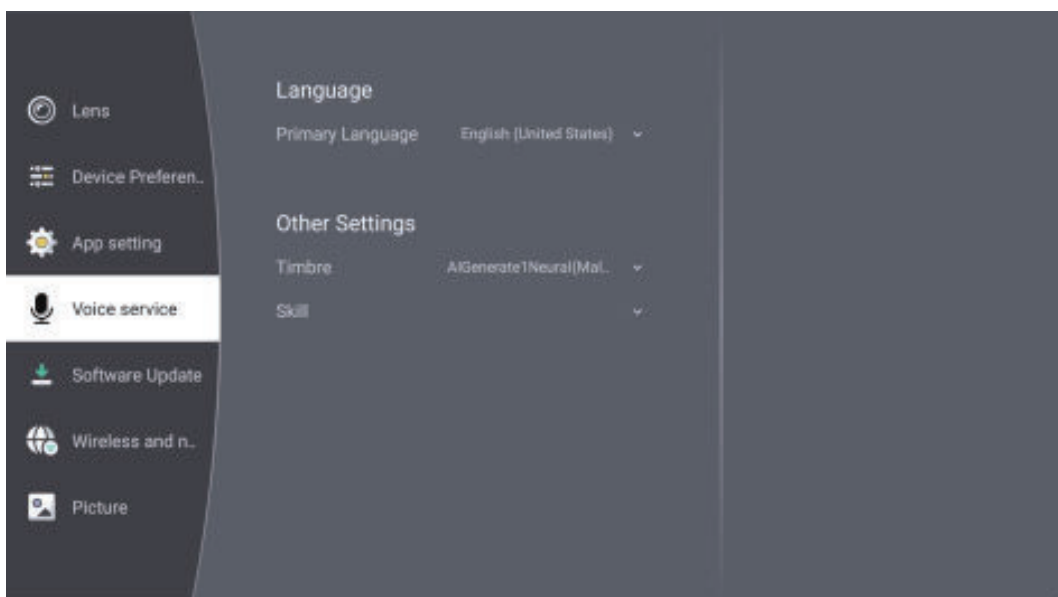 Lens
Device Preferen..
App setting
Voice service
Software Update
Wireless and n..
Picture
Language
Primary Language English (United States)
Other Settings
Timbre AIGenerate1Neural(Mal..
Skill